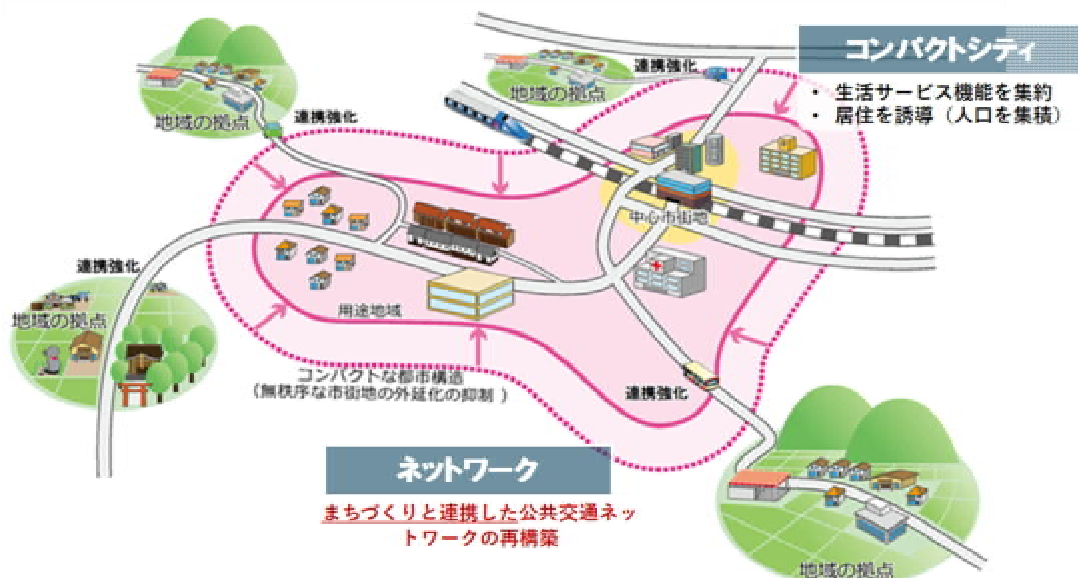 コンパクトシティ
・ 生活サービス機能を集約
・ 居住を誘導（人口を集積）
連携強化
地域の拠点
地域の拠点
連携強化
中心市街地
連携強化
地域の拠点
用途地域
コンパクトな都市構造
（無秩序な市街地の外延化の抑制 ）
連携強化
ネットワーク
まちづくりと連携した公共交通ネッ
トワークの再構築
地域の拠点